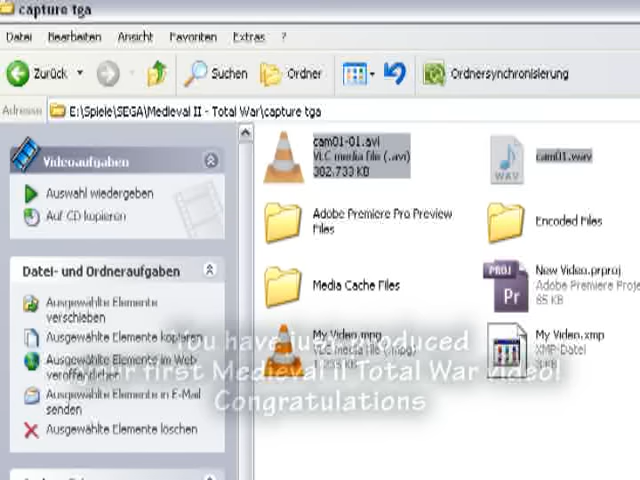 capture tga
Datei Bearbeiten Ansicht Favoriten Extras ?
Zurück Suchen Ordner Ordnersynchronisierung
Adresse E:\Spiele\SEGA\Medieval II - Total War\capture tga
Videoaufgaben
Auswahl wiedergeben
Auf CD kopieren
Datei- und Ordneraufgaben
Ausgewählte Elemente
verschieben
Ausgewählte Elemente kopieren
Ausgewählte Elemente im Web
veröffentlichen
Ausgewählte Elemente in E-Mail
senden
Ausgewählte Elemente löschen
cam01-01.avi
VLC media file (.avi)
302.733 KB
WAV
cam01.wav
Adobe Premiere Pro Preview
Files
Encoded Files
Media Cache Files
PROJ
Pr
New Video.prproj
Adobe Premiere Proje
85 KB
My Video.mpg
VLC media file (.mpg)
My Video.xmp
XMP-Datei
You have just produced
your first Medieval II Total War video!
Congratulations